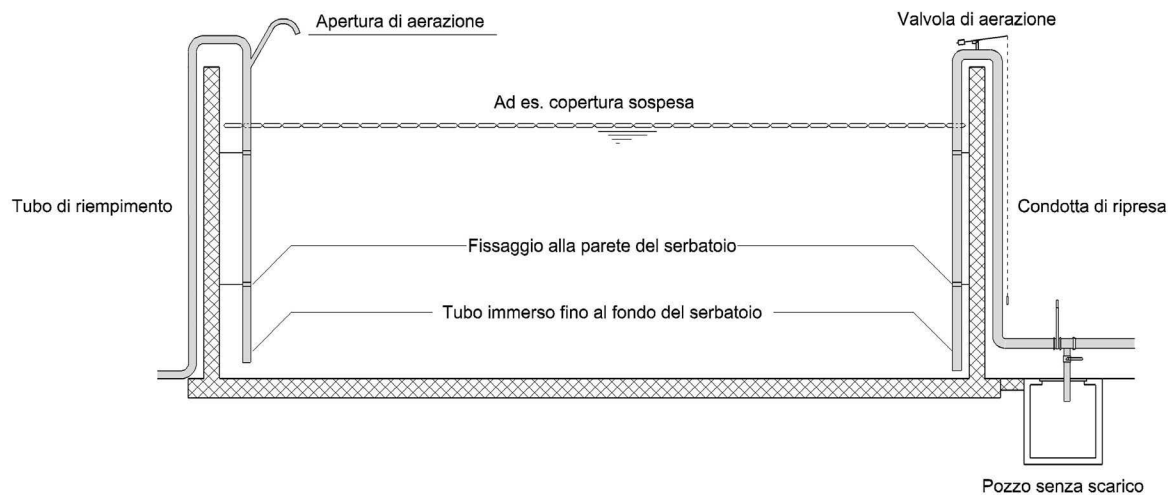 Apertura di aerazione
Valvola di aerazione
Ad es. copertura sospesa
Tubo di riempimento
Condotta di ripresa
Fissaggio alla parete del serbatoio
Tubo immerso fino al fondo del serbatoio
Pozzo senza scarico